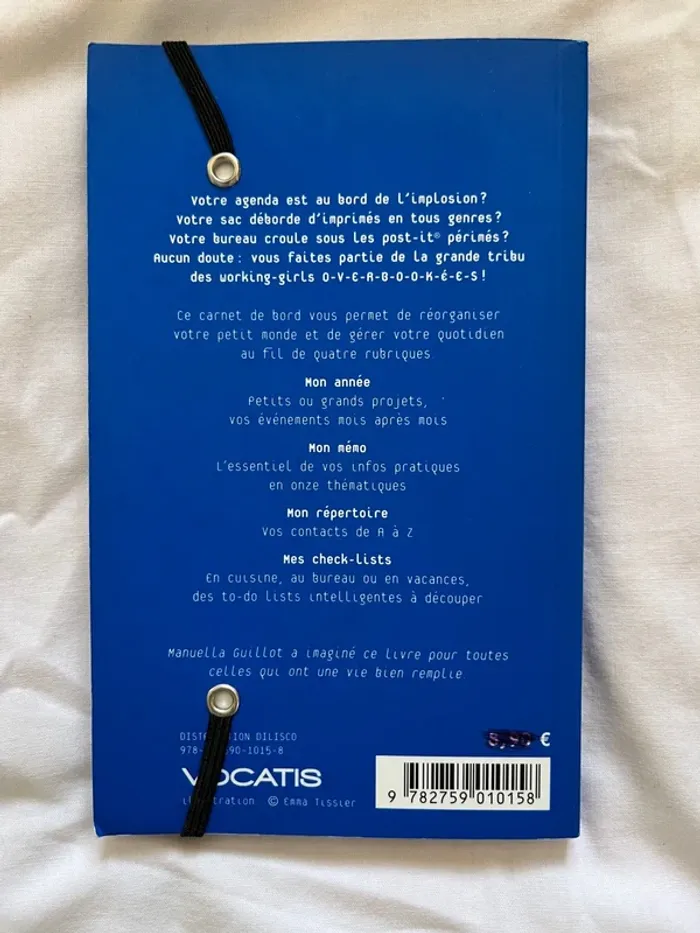 Votre agenda est au bord de l'implosion ?
Votre sac déborde d'imprimés en tous genres ?
Votre bureau croule sous les post-it® périmés ?
Aucun doute : vous faites partie de la grande tribu
des working-girls O-V-E-R-B-O-O-K-É-E-S !
Ce carnet de bord vous permet de réorganiser
votre petit monde et de gérer votre quotidien
au fil de quatre rubriques
Mon année
Petits ou grands projets,
vos événements mois après mois
Mon mémo
L'essentiel de vos infos pratiques
en onze thématiques
Mon répertoire
Vos contacts de A à Z
Mes check-lists
En cuisine, au bureau ou en vacances,
des to-do lists intelligentes à découper
Manuella Guillot a imaginé ce livre pour toutes
celles qui ont une vie bien remplie
DILISCO
€
VOCATIS
© Emma Tissier
9 782759 010158